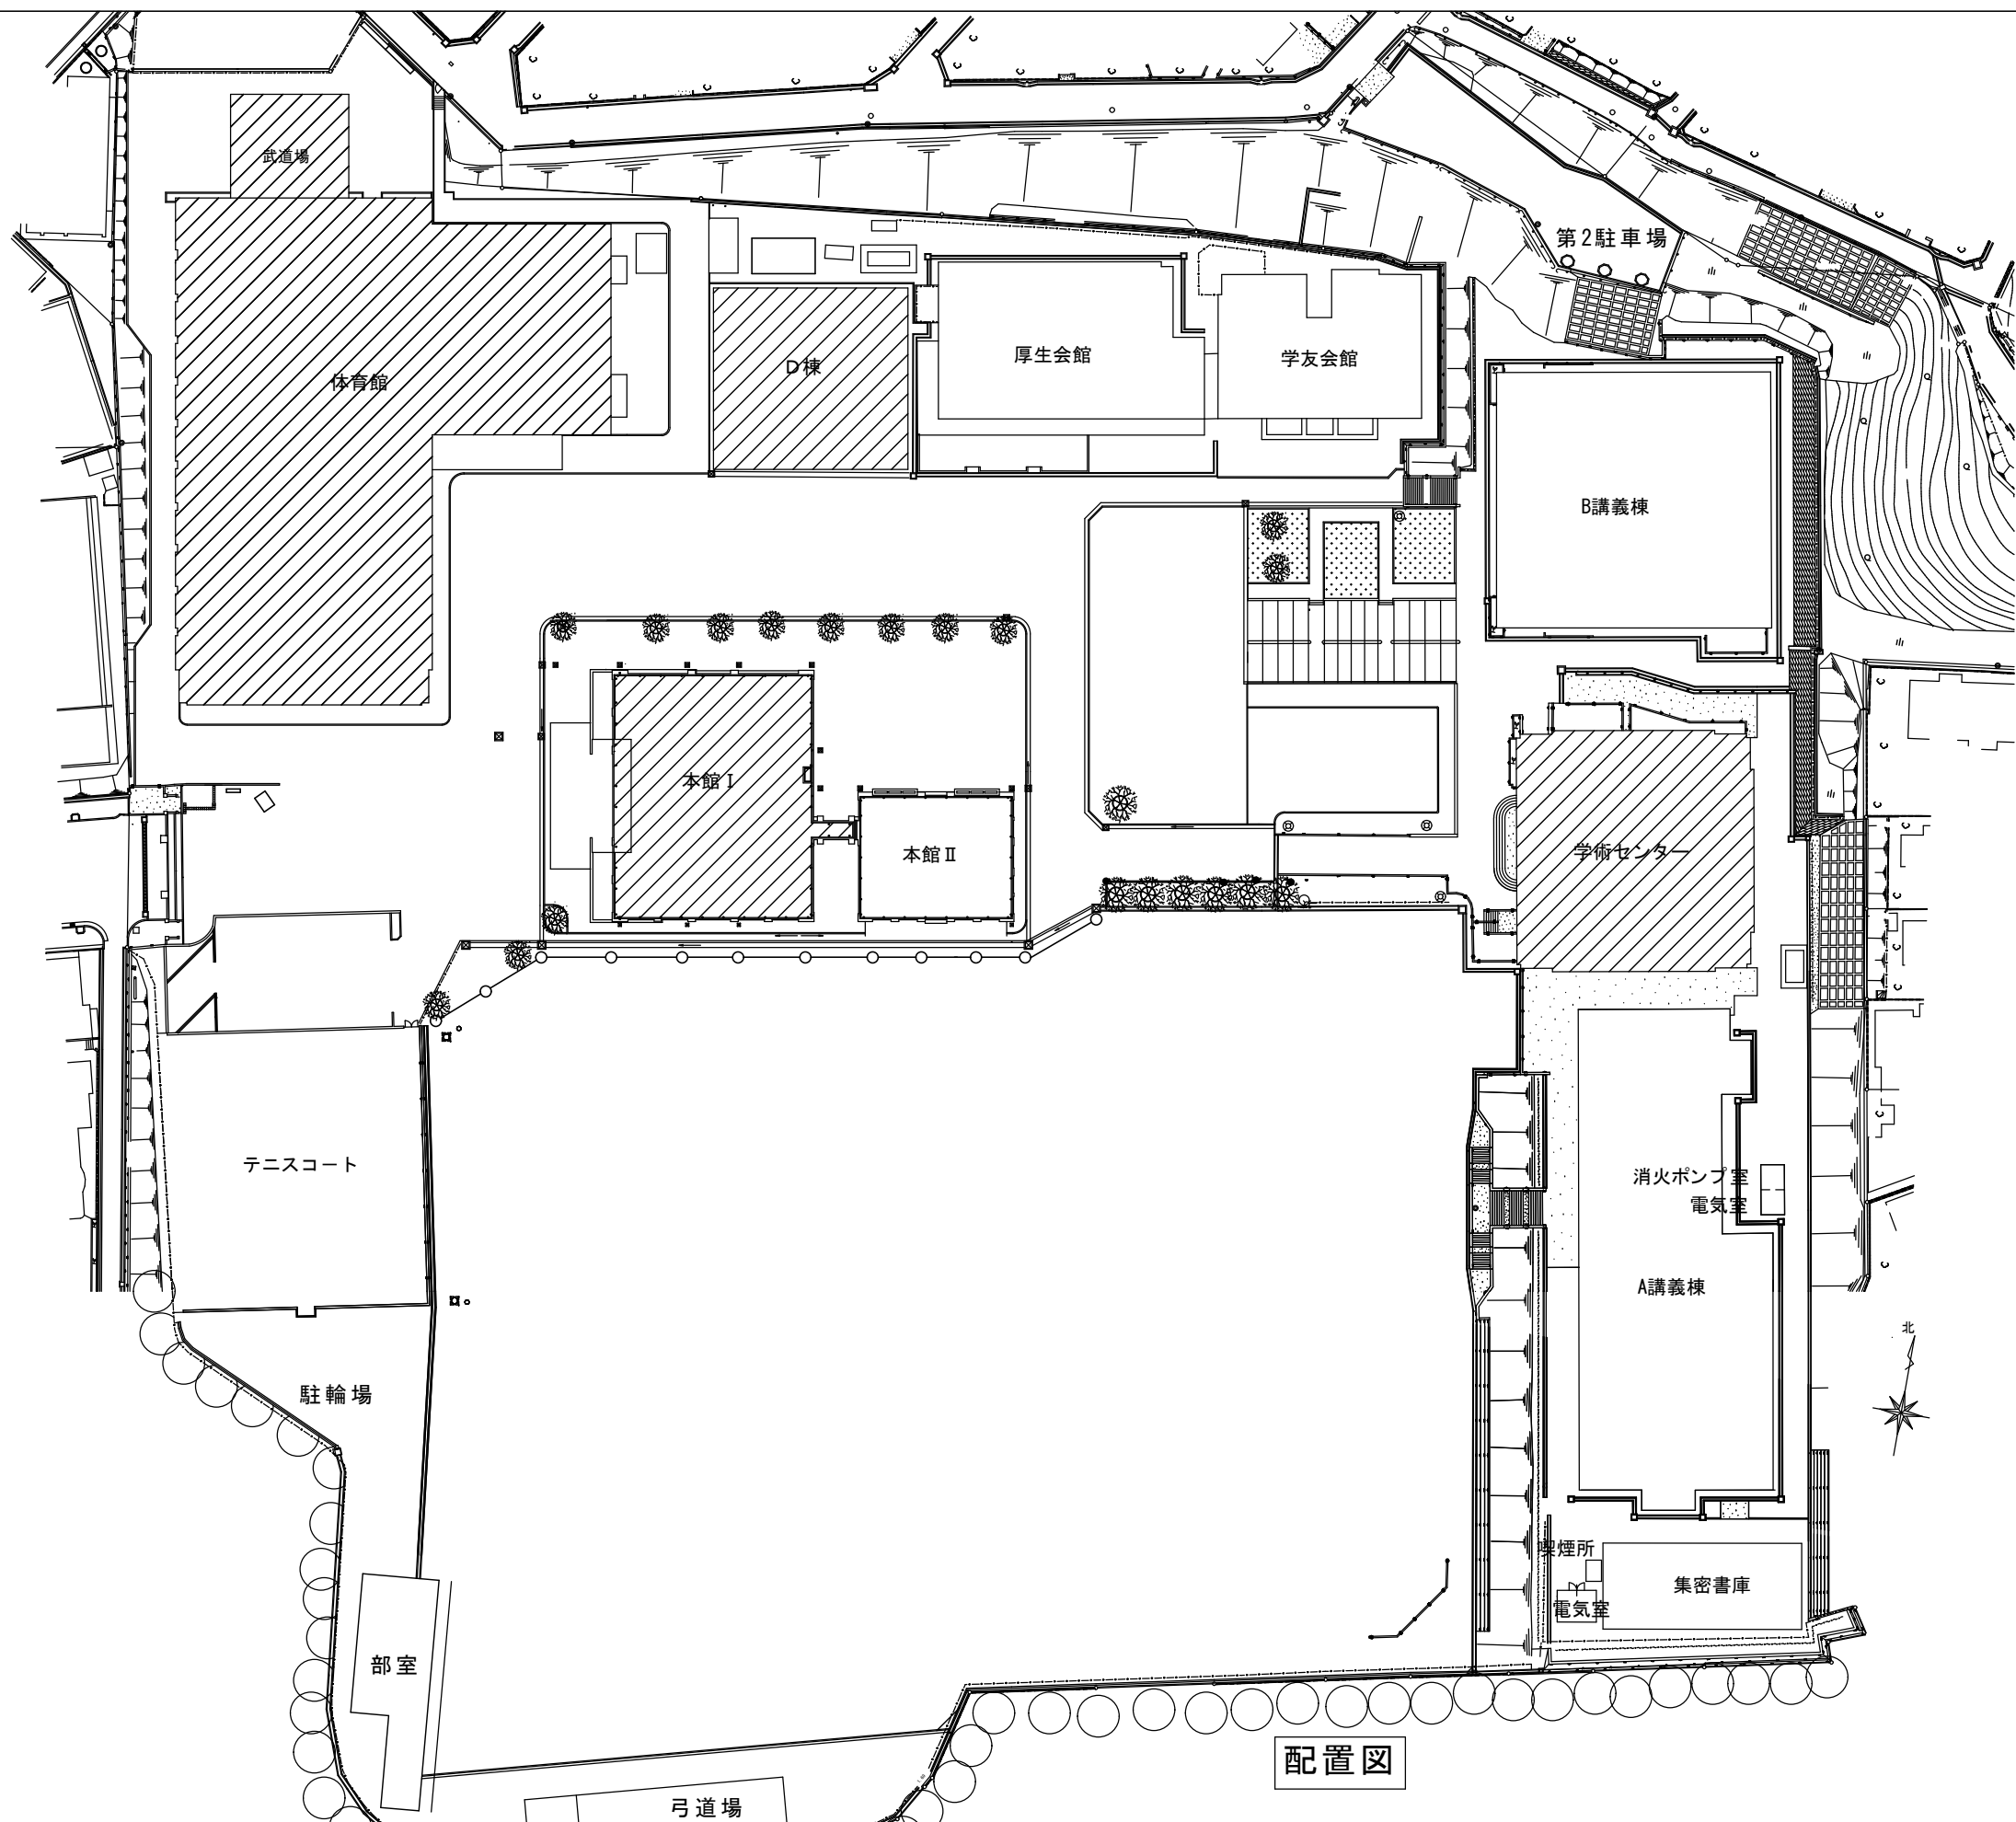 武道場
第2駐車場
体育館
D棟
厚生会館
学友会館
B講義棟
本館Ⅰ
本館Ⅱ
学術センター
テニスコート
消火ポンプ室
電気室
A講義棟
北
駐輪場
喫煙所
集密書庫
電気室
部室
配置図
弓道場